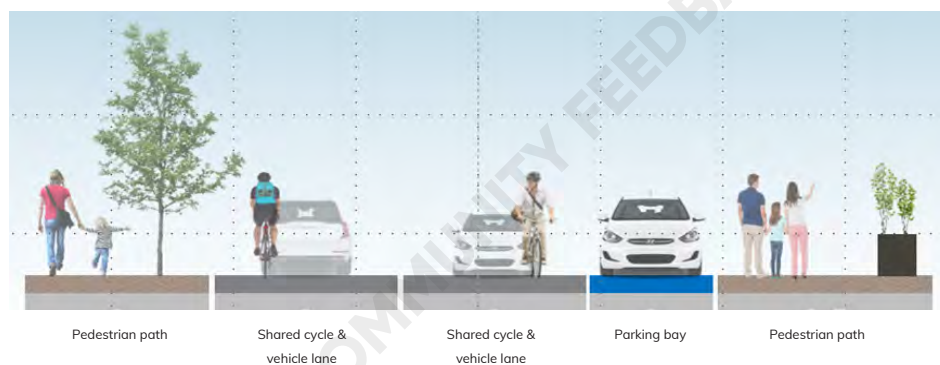 COMMUNITY FEEDBA
Pedestrian path
Shared cycle &
vehicle lane
Shared cycle &
vehicle lane
Parking bay
Pedestrian path